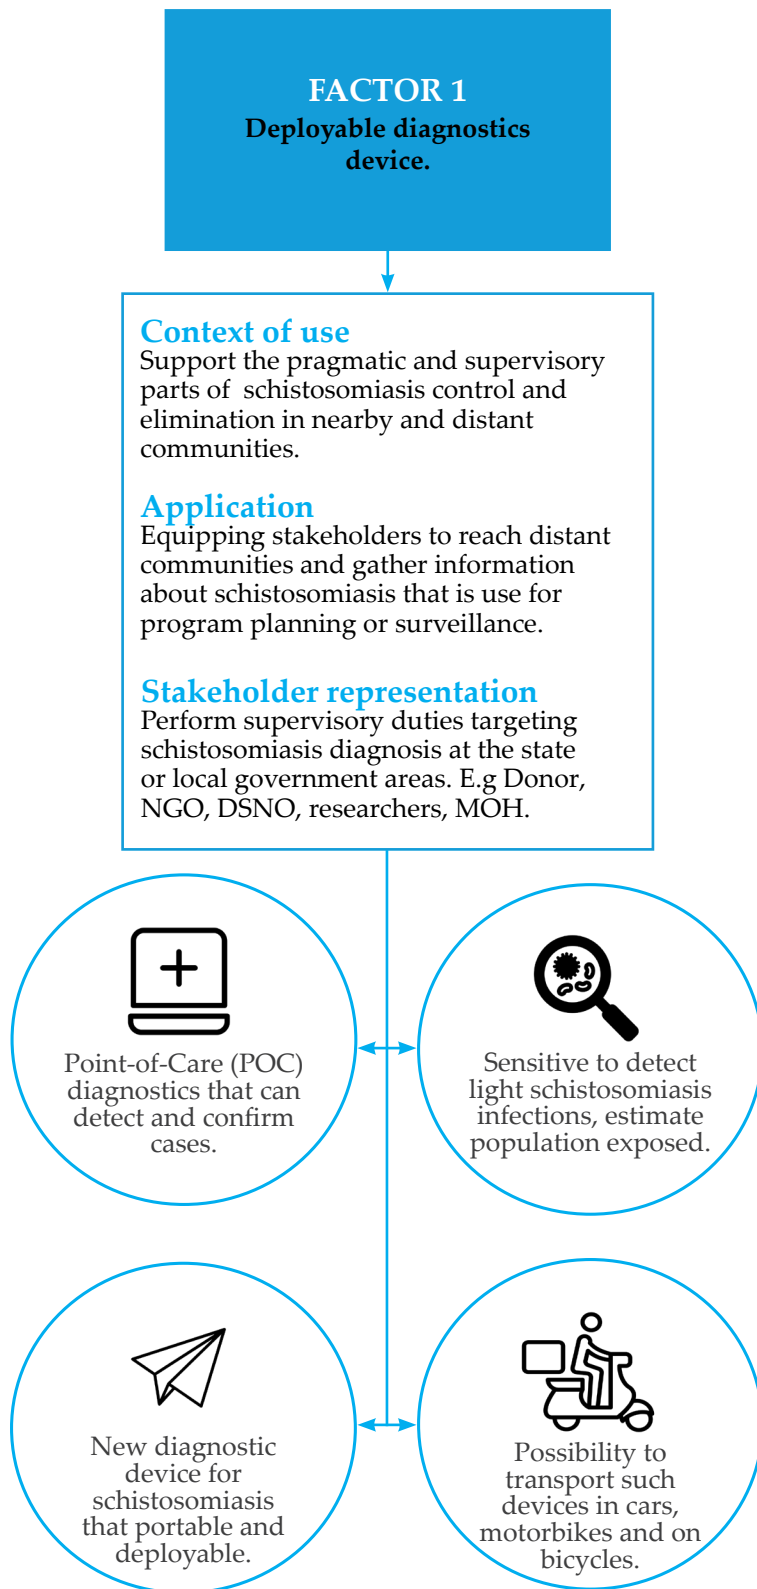 FACTOR 1
Deployable diagnostics
device.
Context of use
Support the pragmatic and supervisory
parts of schistosomiasis control and
elimination in nearby and distant
communities.
Application
Equipping stakeholders to reach distant
communities and gather information
about schistosomiasis that is use for
program planning or surveillance.
Stakeholder representation
Perform supervisory duties targeting
schistosomiasis diagnosis at the state
or local government areas. E.g Donor,
NGO, DSNO, researchers, MOH.
Point-of-Care (POC)
diagnostics that can
detect and confirm
cases.
Sensitive to detect
light schistosomiasis
infections, estimate
population exposed.
New diagnostic
device for
schistosomiasis
that portable and
deployable.
Possibility to
transport such
devices in cars,
motorbikes and on
bicycles.